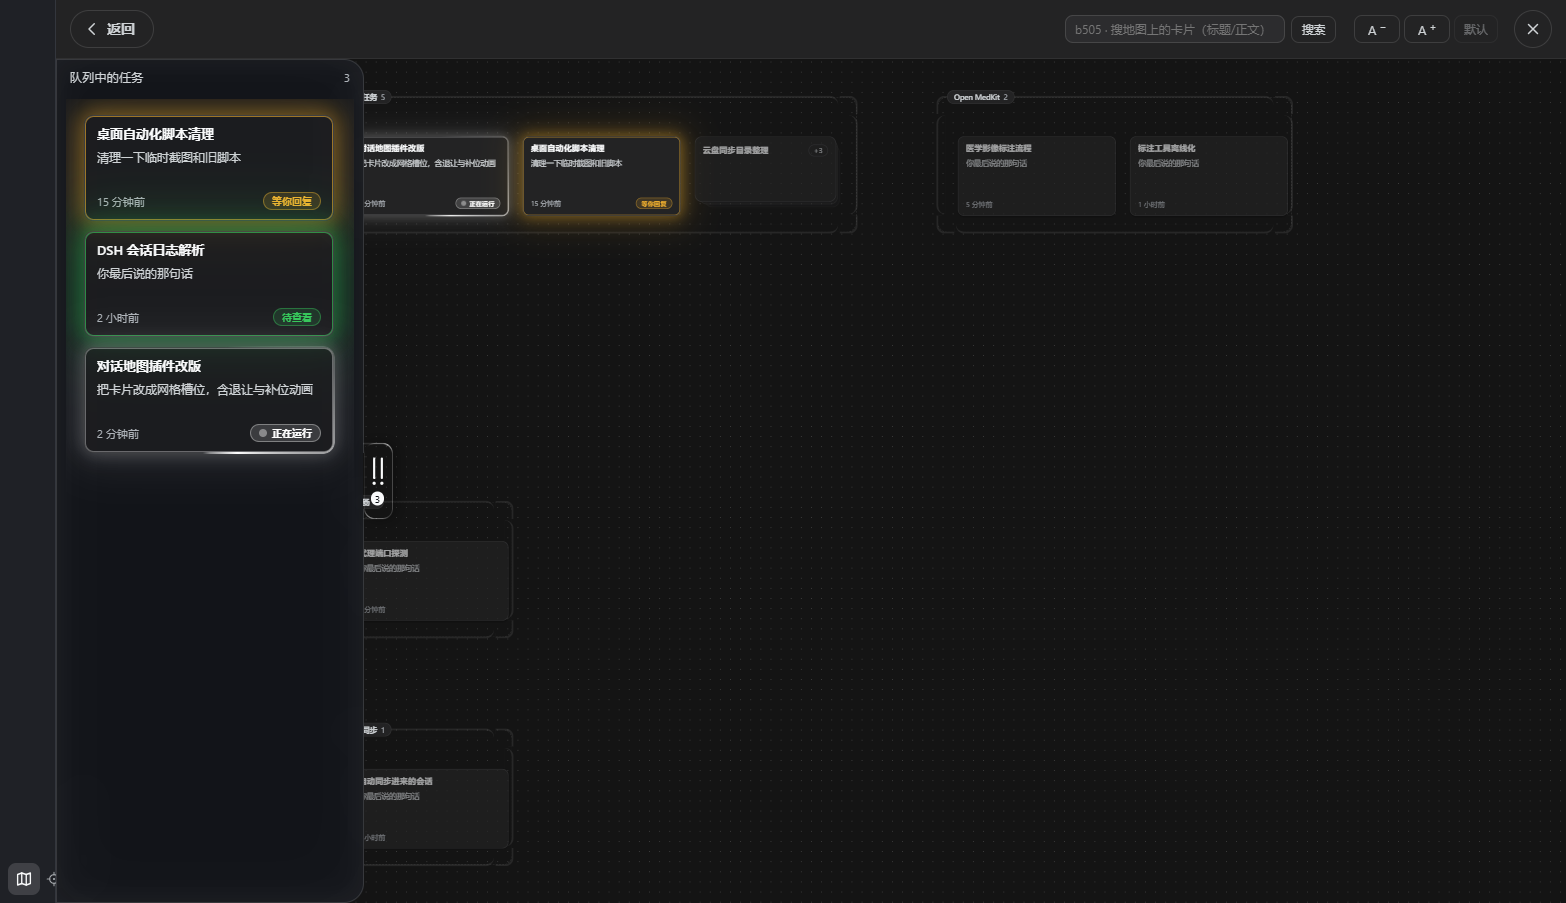 返回
b505 · 搜地图上的卡片（标题/正文）
搜索
A⁻
A⁺
默认
队列中的任务
3
桌面自动化脚本清理
清理一下临时截图和旧脚本
15 分钟前
等你回复
DSH 会话日志解析
你最后说的那句话
2 小时前
待查看
对话地图插件改版
把卡片改成网格槽位，含退让与补位动画
2 分钟前
正在运行
任务 5
话地图插件改版
卡片改成网格槽位，含退让与补位动画
分钟前
正在运行
桌面自动化脚本清理
清理一下临时截图和旧脚本
15 分钟前
等你回复
云盘同步目录整理
+3
Open MedKit 2
医学影像标注流程
你最后说的那句话
5 分钟前
标注工具离线化
你最后说的那句话
1 小时前
!!
3
理端口探测
最后说的那句话
分钟前
同步 1
动同步进来的会话
最后说的那句话
小时前